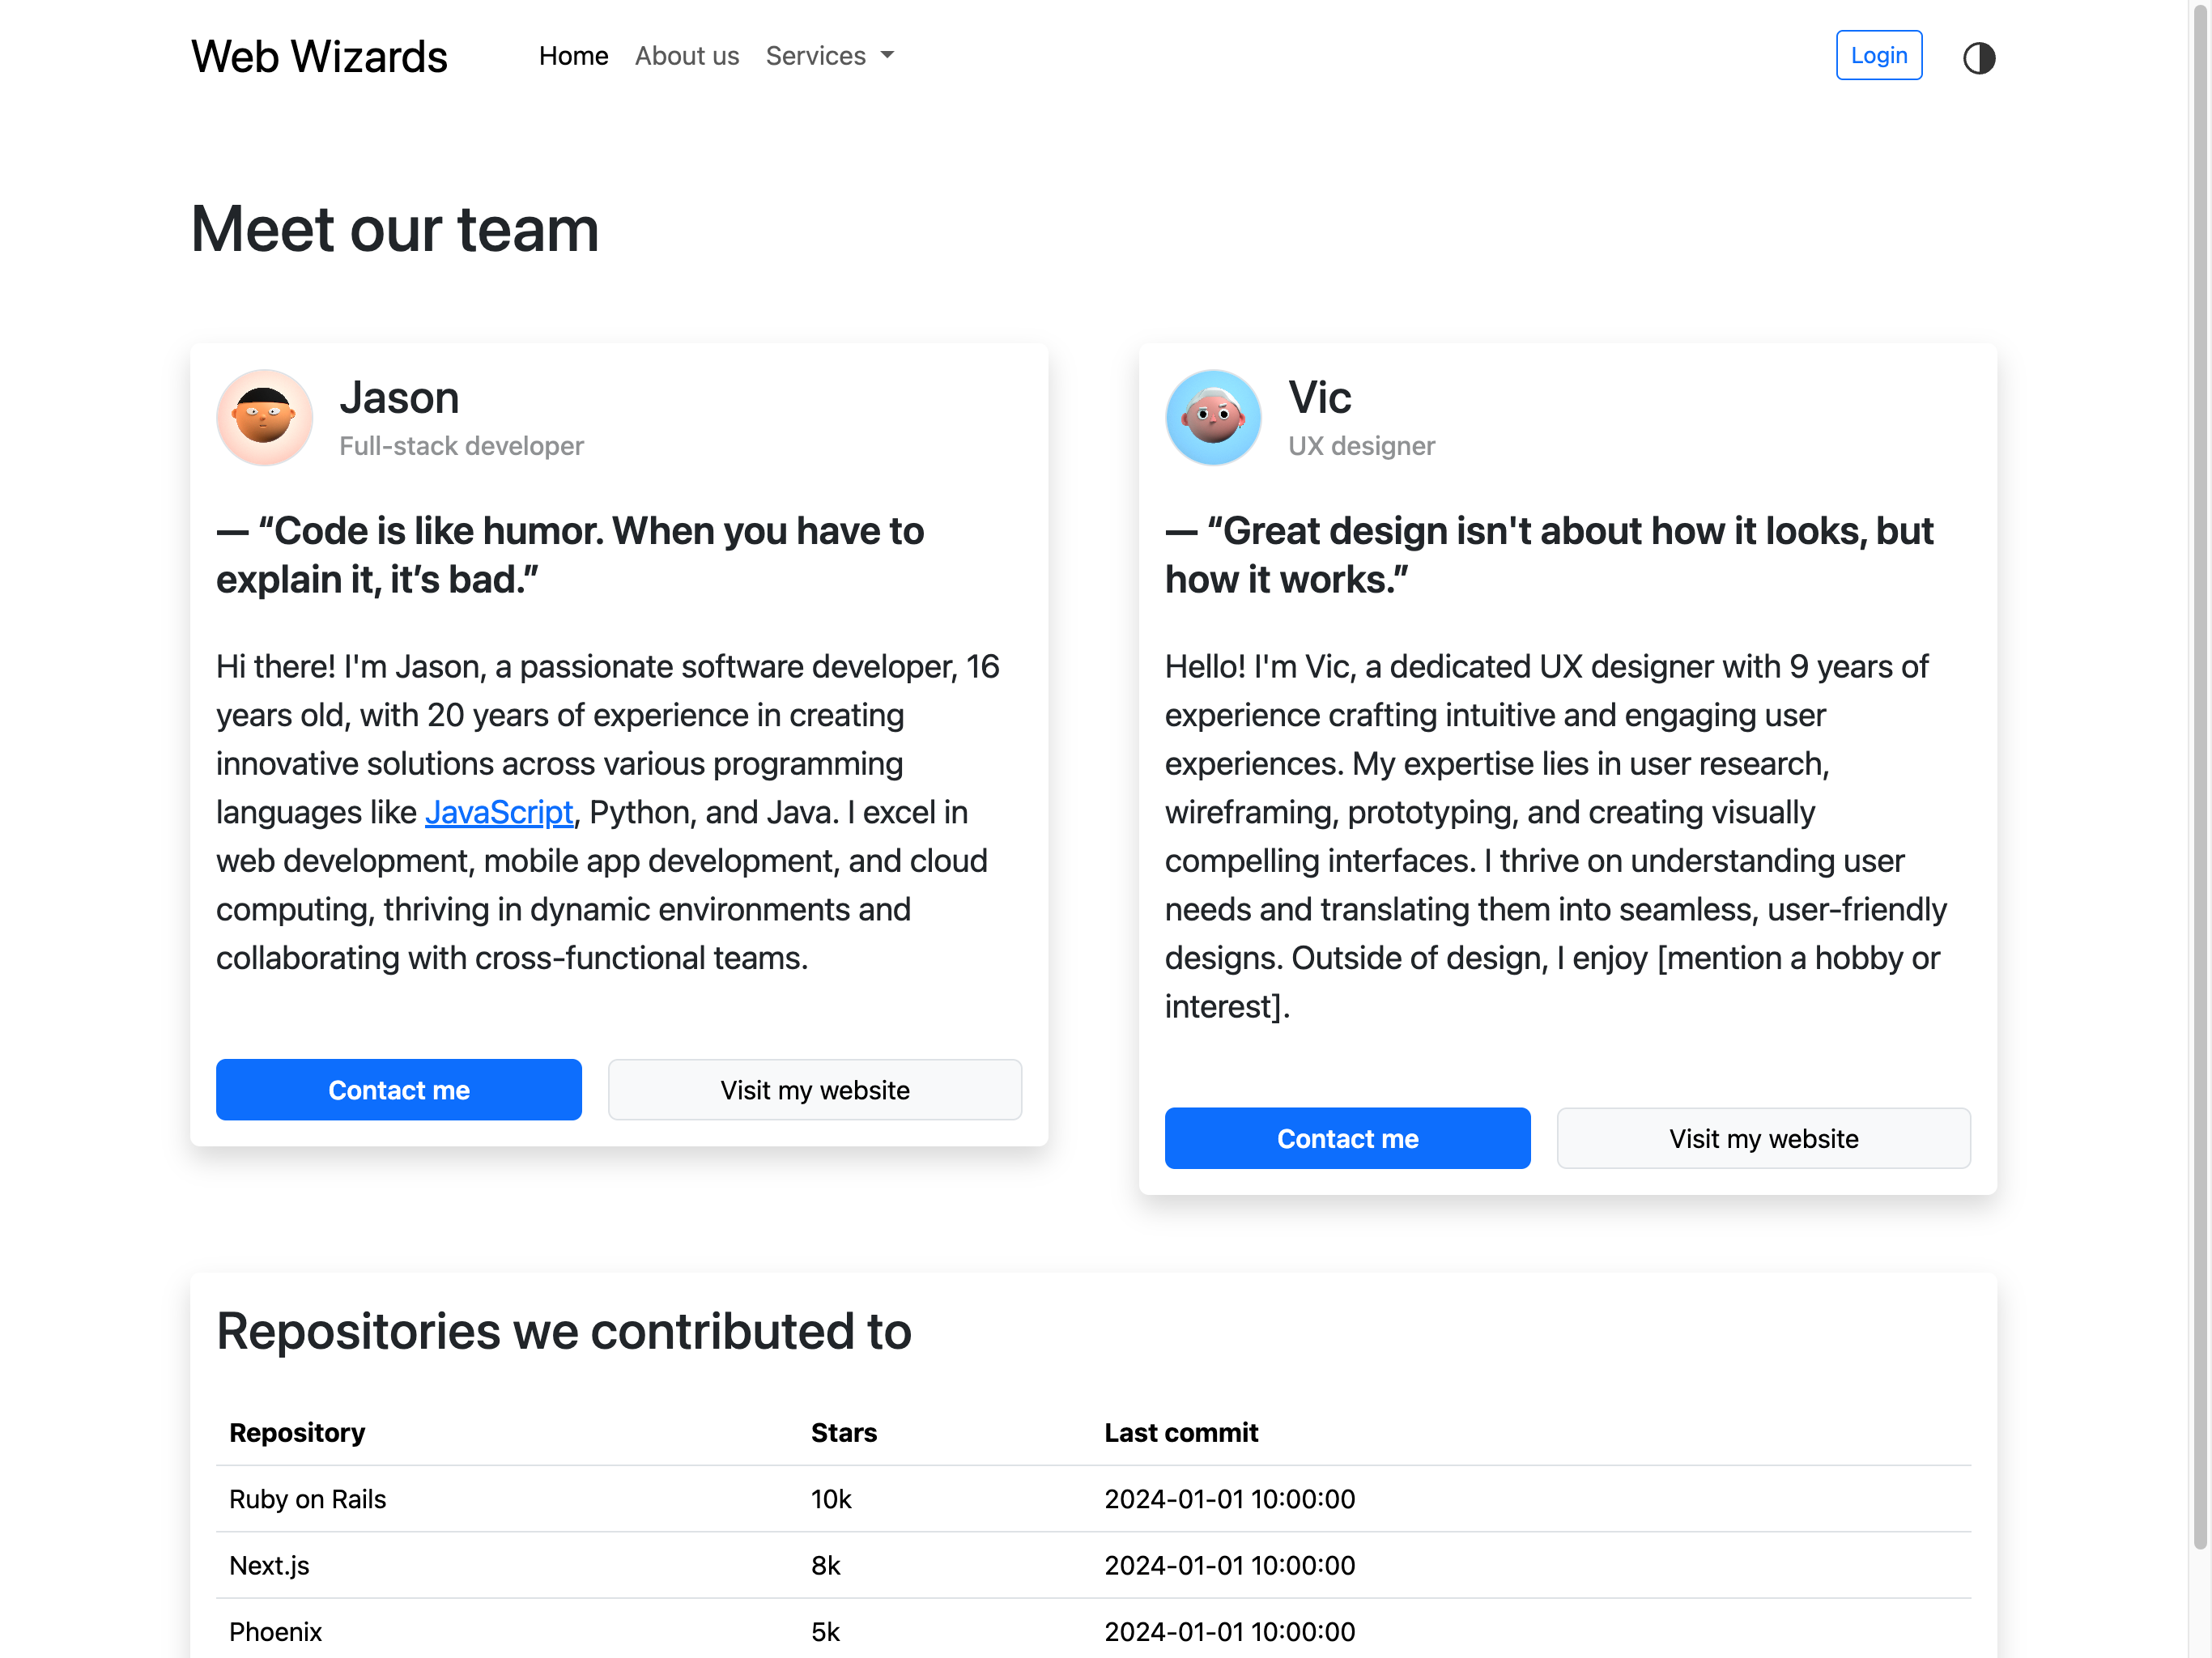 Web Wizards Home About us Services Login
Meet our team
Jason
Full-stack developer
— “Code is like humor. When you have to
explain it, it’s bad.”
Hi there! I'm Jason, a passionate software developer, 16
years old, with 20 years of experience in creating
innovative solutions across various programming
languages like JavaScript, Python, and Java. I excel in
web development, mobile app development, and cloud
computing, thriving in dynamic environments and
collaborating with cross-functional teams.
Contact me Visit my website
Vic
UX designer
— “Great design isn't about how it looks, but
how it works.”
Hello! I'm Vic, a dedicated UX designer with 9 years of
experience crafting intuitive and engaging user
experiences. My expertise lies in user research,
wireframing, prototyping, and creating visually
compelling interfaces. I thrive on understanding user
needs and translating them into seamless, user-friendly
designs. Outside of design, I enjoy [mention a hobby or
interest].
Contact me Visit my website
Repositories we contributed to
Repository Stars Last commit
Ruby on Rails 10k 2024-01-01 10:00:00
Next.js 8k 2024-01-01 10:00:00
Phoenix 5k 2024-01-01 10:00:00